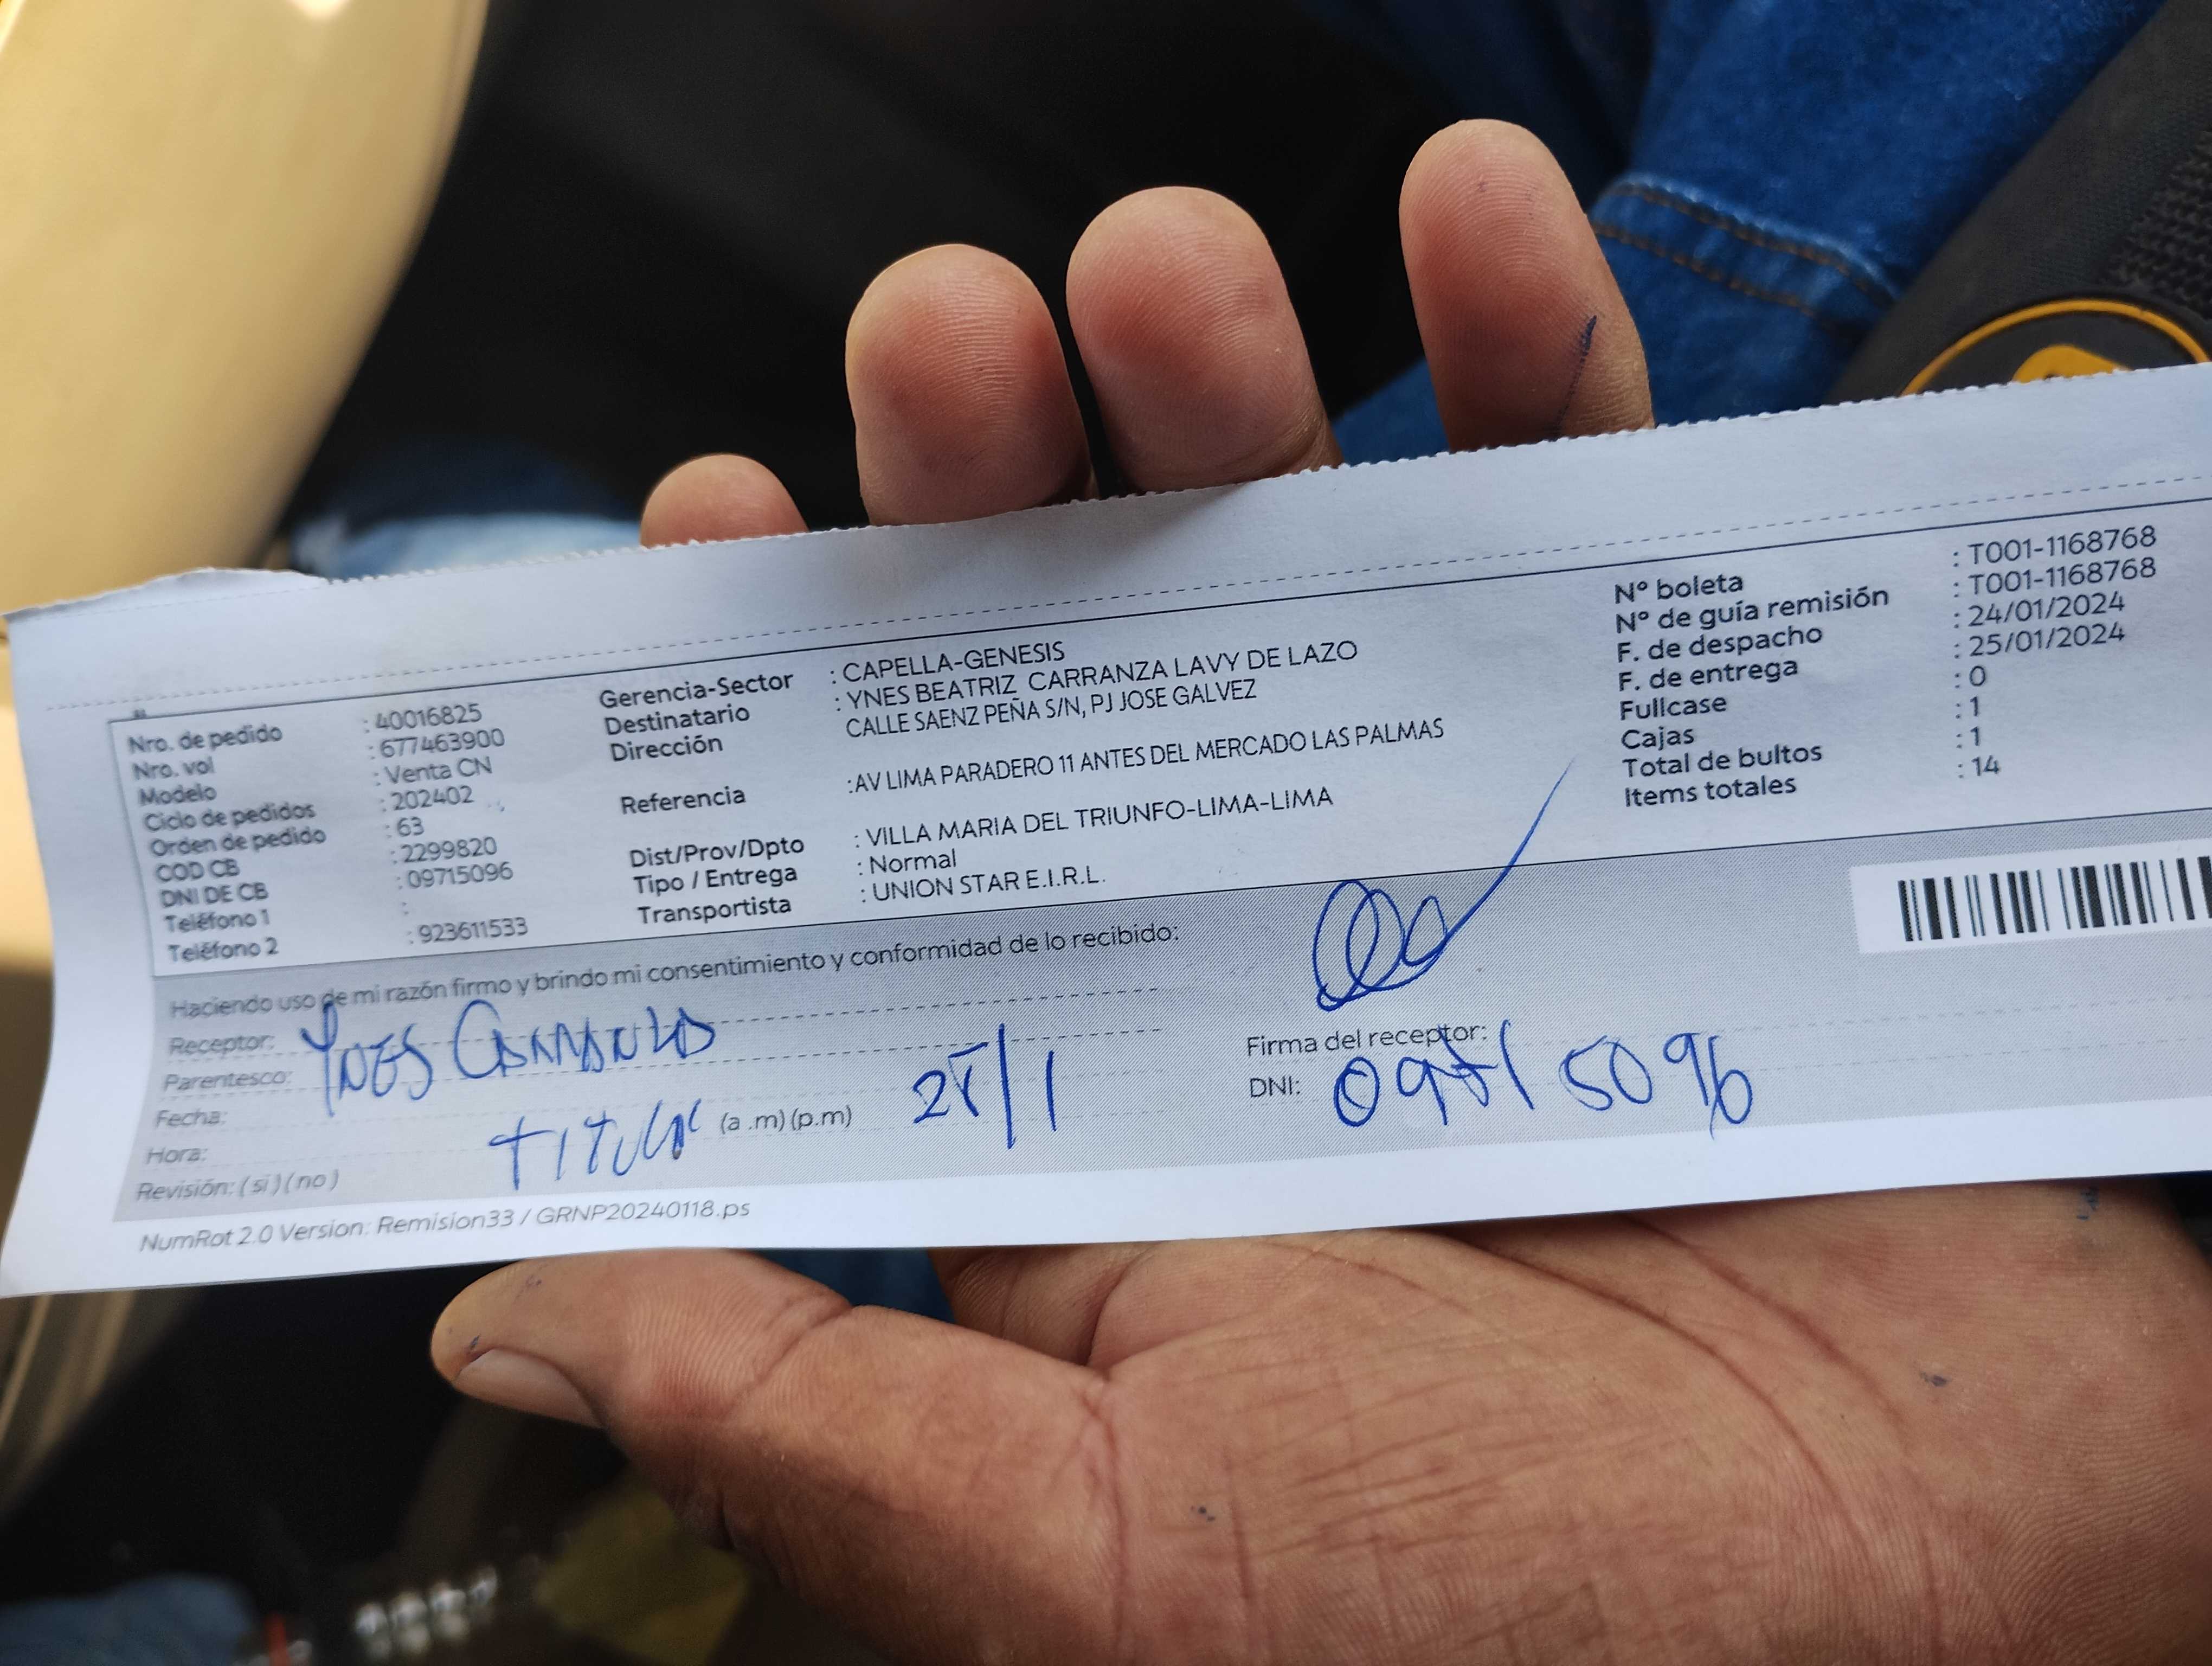 Nro. de pedido : 40016825
Nro. vol : 677463900
Modelo : Venta CN
Ciclo de pedidos : 202402
Orden de pedido : 63
COD CB : 2299820
DNI DE CB : 09715096
Teléfono 1 :
Teléfono 2 : 923611533
Gerencia-Sector : CAPELLA-GENESIS
Destinatario : YNES BEATRIZ CARRANZA LAVY DE LAZO
Dirección CALLE SAENZ PEÑA S/N, PJ JOSE GALVEZ
Referencia : AV LIMA PARADERO 11 ANTES DEL MERCADO LAS PALMAS
Dist/Prov/Dpto : VILLA MARIA DEL TRIUNFO-LIMA-LIMA
Tipo / Entrega : Normal
Transportista : UNION STAR E.I.R.L.
Nº boleta : T001-1168768
Nº de guía remisión : T001-1168768
F. de despacho : 24/01/2024
F. de entrega : 25/01/2024
Fullcase : 0
Cajas : 1
Total de bultos : 1
Items totales : 14
Haciendo uso de mi razón firmo y brindo mi consentimiento y conformidad de lo recibido:
Receptor: YNES CARRANZA
Parentesco:
Fecha:
Hora: TITULAR (a .m) (p.m) 25/1
Revisión: ( si ) ( no )
Firma del receptor:
DNI: 09715096
NumRot 2.0 Version: Remision33 / GRNP20240118.ps